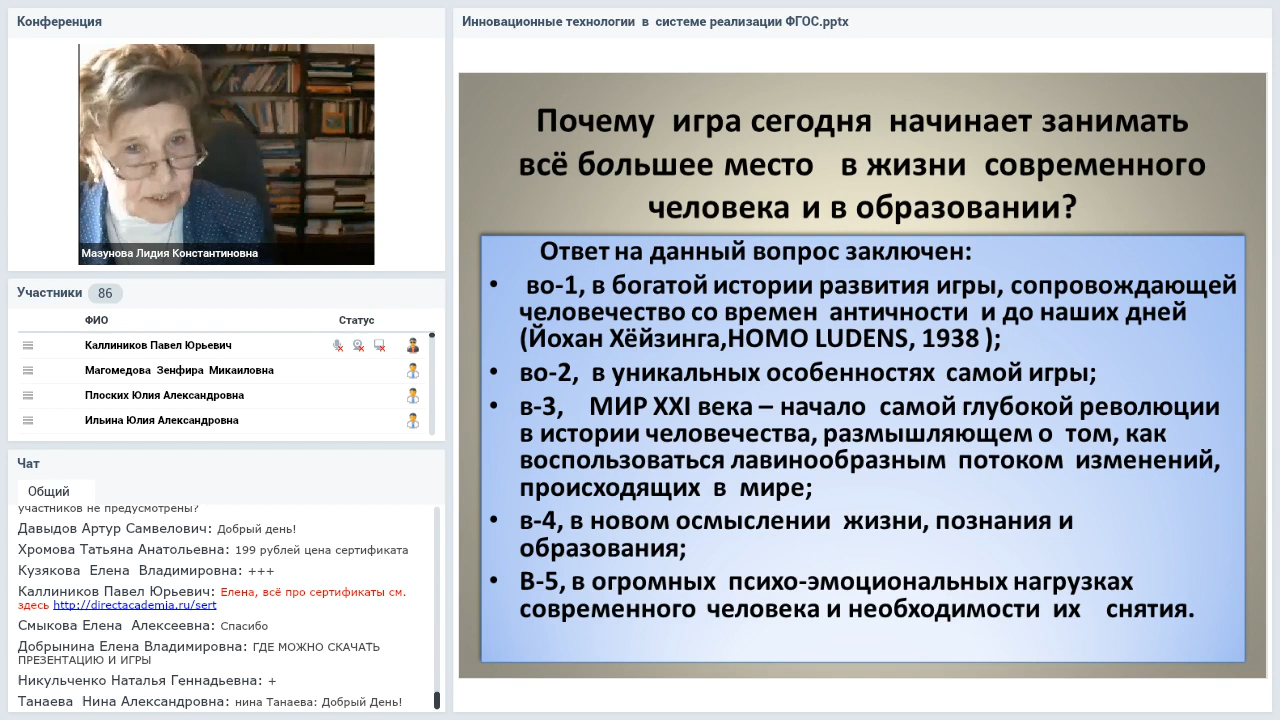 Конференция
Мазунова Лидия Константиновна
Участники 86
ФИО Статус
Каллиников Павел Юрьевич
Магомедова Зенфира Микаиловна
Плоских Юлия Александровна
Ильина Юлия Александровна
Чат
Общий
участников не предусмотрены?
Давыдов Артур Самвелович: Добрый день!
Хромова Татьяна Анатольевна: 199 рублей цена сертификата
Кузякова Елена Владимировна: +++
Каллиников Павел Юрьевич: Елена, всё про сертификаты см.
здесь http://directacademia.ru/sert
Смыкова Елена Алексеевна: Спасибо
Добрынина Елена Владимировна: ГДЕ МОЖНО СКАЧАТЬ
ПРЕЗЕНТАЦИЮ И ИГРЫ
Никульченко Наталья Геннадьевна: +
Танаева Нина Александровна: нина Танаева: Добрый День!
Инновационные технологии в системе реализации ФГОС.pptx
Почему игра сегодня начинает занимать
всё большее место в жизни современного
человека и в образовании?
Ответ на данный вопрос заключен:
• во-1, в богатой истории развития игры, сопровождающей
человечество со времен античности и до наших дней
(Йохан Хёйзинга,HOMO LUDENS, 1938 );
• во-2, в уникальных особенностях самой игры;
• в-3, МИР XXI века – начало самой глубокой революции
в истории человечества, размышляющем о том, как
воспользоваться лавинообразным потоком изменений,
происходящих в мире;
• в-4, в новом осмыслении жизни, познания и
образования;
• В-5, в огромных психо-эмоциональных нагрузках
современного человека и необходимости их снятия.